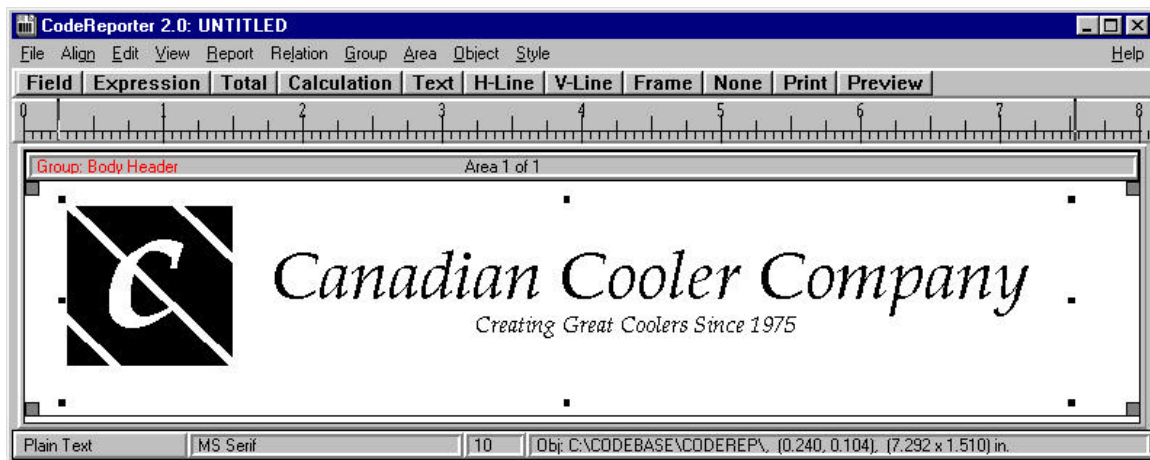 CodeReporter 2.0: UNTITLED
File Align Edit View Report Relation Group Area Object Style Help
Field Expression Total Calculation Text H-Line V-Line Frame None Print Preview
0 1 2 3 4 5 6 7 8
Group: Body Header Area 1 of 1
C
Canadian Cooler Company
Creating Great Coolers Since 1975
Plain Text MS Serif 10 Obj: C:\CODEBASE\CODEREP\, (0.240, 0.104), (7.292 x 1.510) in.